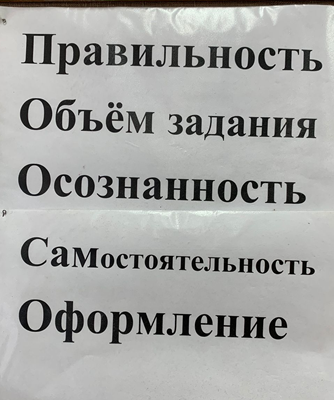 Правильность
Объём задания
Осознанность
Самостоятельность
Оформление